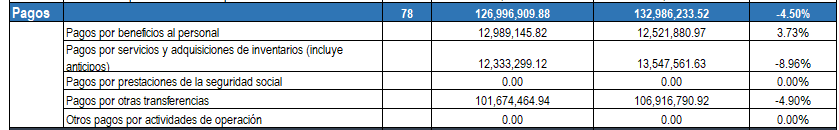 Pagos 78 126,996,909.88 132,986,233.52 -4.50%
Pagos por beneficios al personal 12,989,145.82 12,521,880.97 3.73%
Pagos por servicios y adquisiciones de inventarios (incluye
anticipos) 12,333,299.12 13,547,561.63 -8.96%
Pagos por prestaciones de la seguridad social 0.00 0.00 0.00%
Pagos por otras transferencias 101,674,464.94 106,916,790.92 -4.90%
Otros pagos por actividades de operación 0.00 0.00 0.00%